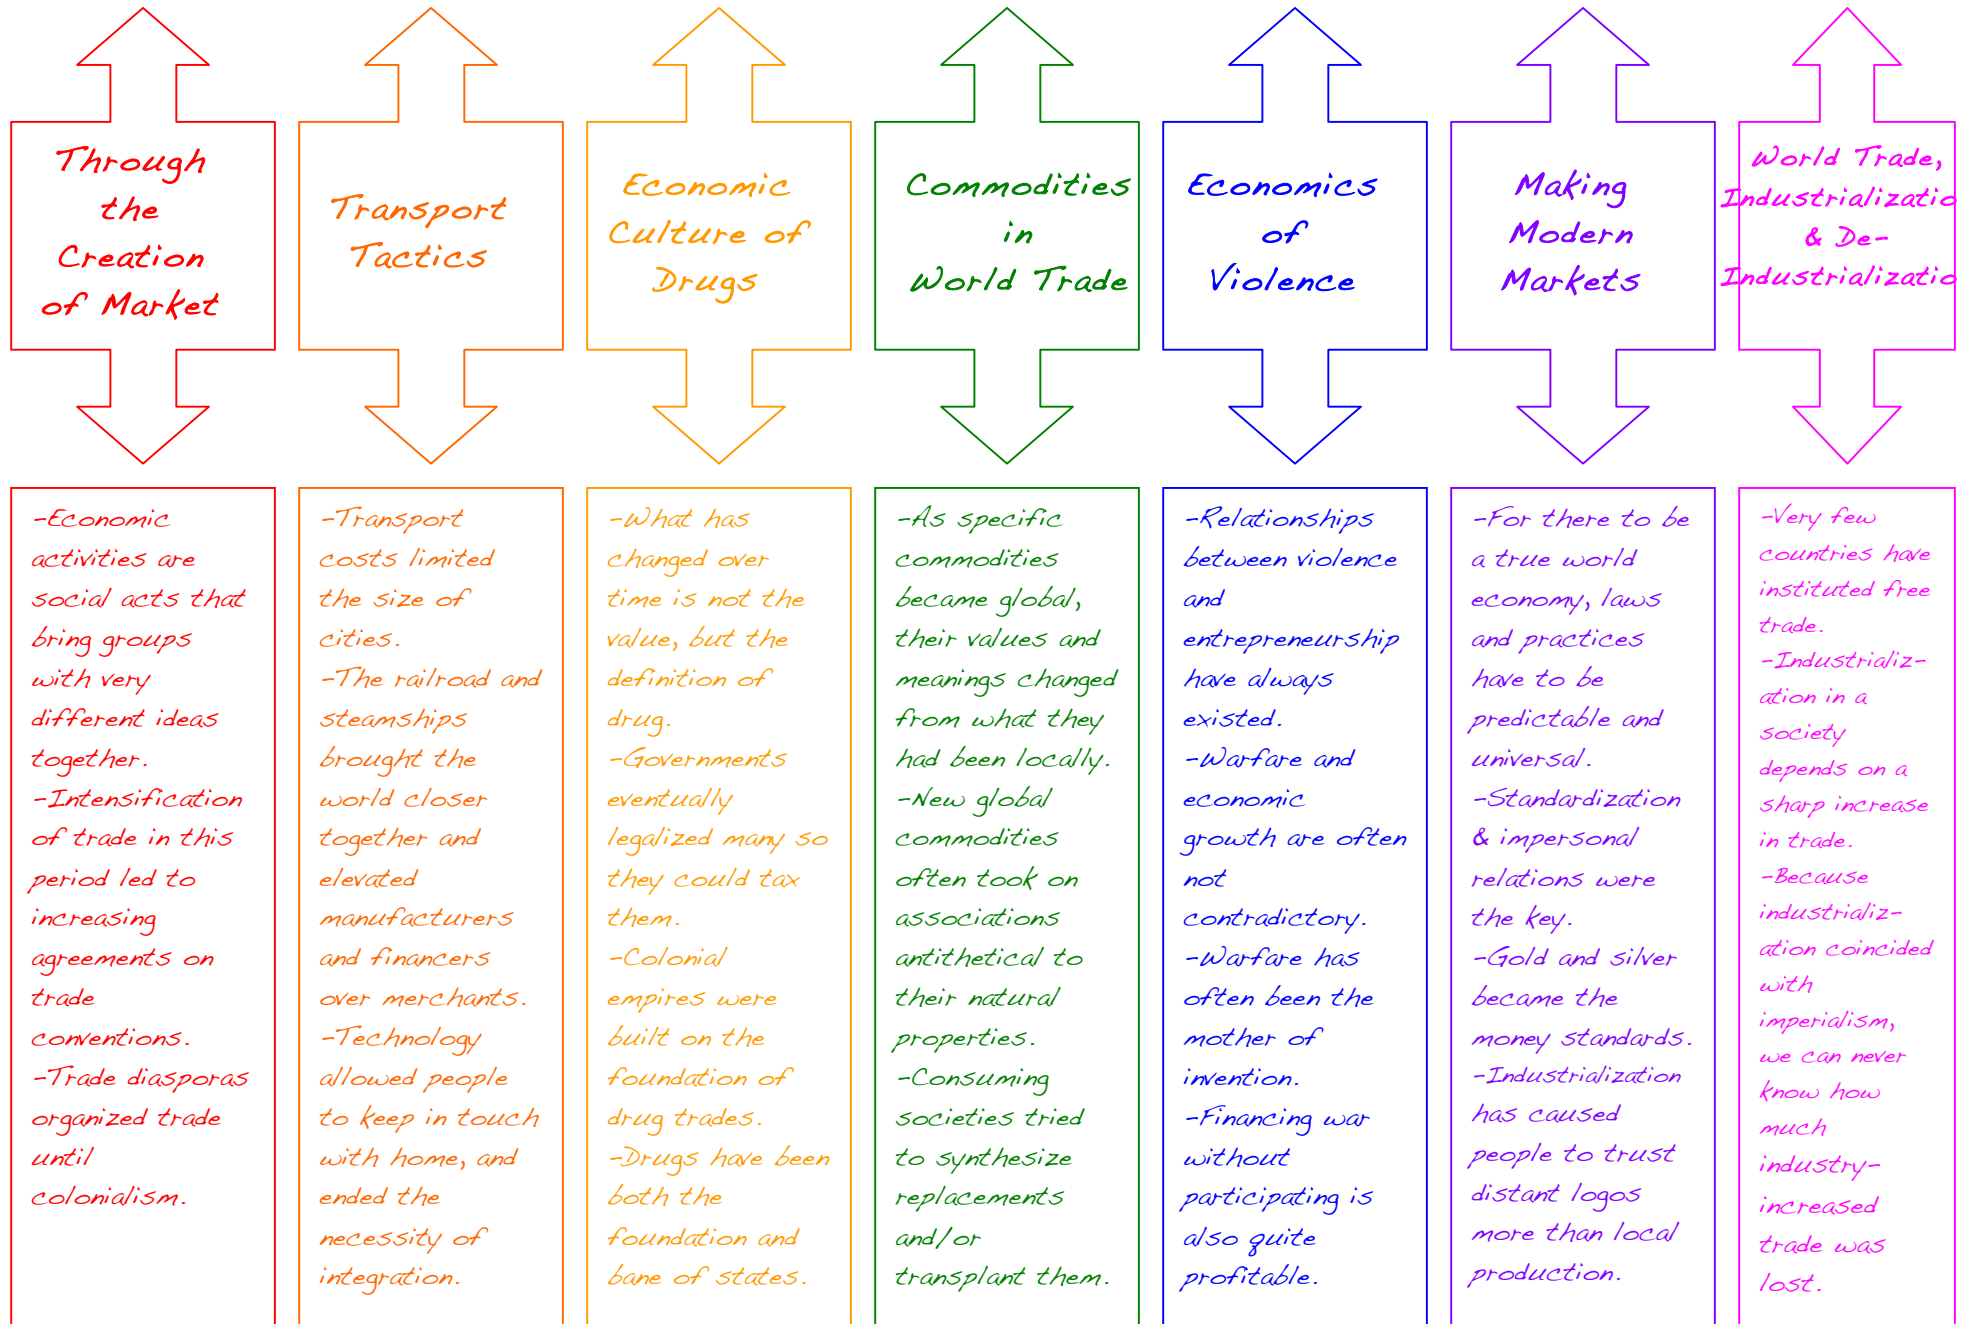 Through
the
Creation
of Market
Transport
Tactics
Economic
Culture of
Drugs
Commodities
in
World Trade
Economics
of
Violence
Making
Modern
Markets
World Trade,
Industrializatio
& De-
Industrializatio
-Economic
activities are
social acts that
bring groups
with very
different ideas
together.
-Intensification
of trade in this
period led to
increasing
agreements on
trade
conventions.
-Trade diasporas
organized trade
until
colonialism.
-Transport
costs limited
the size of
cities.
-The railroad and
steamships
brought the
world closer
together and
elevated
manufacturers
and financers
over merchants.
-Technology
allowed people
to keep in touch
with home, and
ended the
necessity of
integration.
-What has
changed over
time is not the
value, but the
definition of
drug.
-Governments
eventually
legalized many so
they could tax
them.
-Colonial
empires were
built on the
foundation of
drug trades.
-Drugs have been
both the
foundation and
bane of states.
-As specific
commodities
became global,
their values and
meanings changed
from what they
had been locally.
-New global
commodities
often took on
associations
antithetical to
their natural
properties.
-Consuming
societies tried
to synthesize
replacements
and/or
transplant them.
-Relationships
between violence
and
entrepreneurship
have always
existed.
-Warfare and
economic
growth are often
not
contradictory.
-Warfare has
often been the
mother of
invention.
-Financing war
without
participating is
also quite
profitable.
-For there to be
a true world
economy, laws
and practices
have to be
predictable and
universal.
-Standardization
& impersonal
relations were
the key.
-Gold and silver
became the
money standards.
-Industrialization
has caused
people to trust
distant logos
more than local
production.
-Very few
countries have
instituted free
trade.
-Industrializ-
ation in a
society
depends on a
sharp increase
in trade.
-Because
industrializ-
ation coincided
with
imperialism,
we can never
know how
much
industry-
increased
trade was
lost.